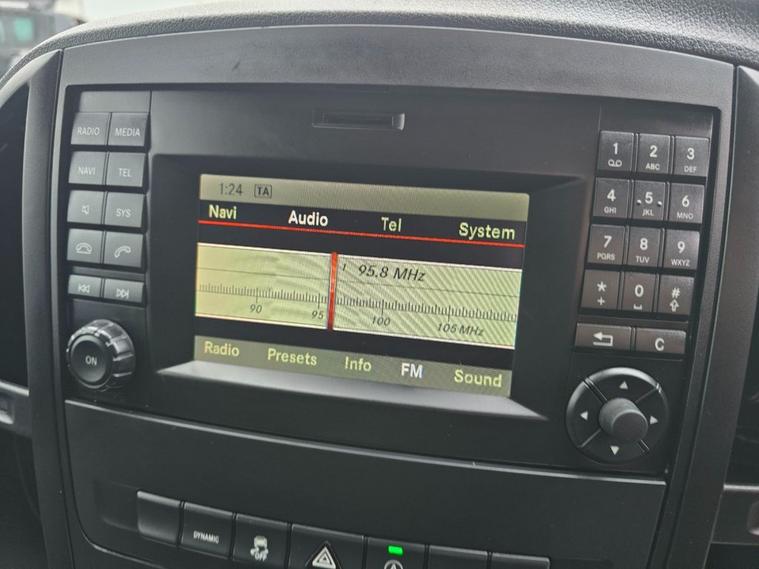 RADIO MEDIA
NAVI TEL
SYS
ON
1:24 TA
Navi Audio Tel System
95.8 MHz
90 95 100 105 MHz
Radio Presets Info FM Sound
1 2 ABC 3 DEF
4 GHI 5 JKL 6 MNO
7 PQRS 8 TUV 9 WXYZ
* + 0 #
C
DYNAMIC
OFF